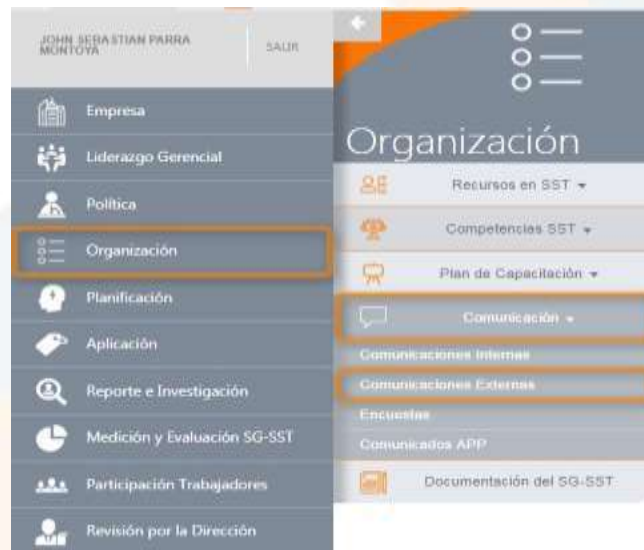 JOHN SEBASTIAN PARRA
MONTOYA
SALIR
Empresa
Liderazgo Gerencial
Política
Organización
Planificación
Aplicación
Reporte e Investigación
Medición y Evaluación SG-SST
Participación Trabajadores
Revisión por la Dirección
Organización
Recursos en SST
Competencias SST
Plan de Capacitación
Comunicación
Comunicaciones Internas
Comunicaciones Externas
Encuestas
Comunicados APP
Documentación del SG-SST